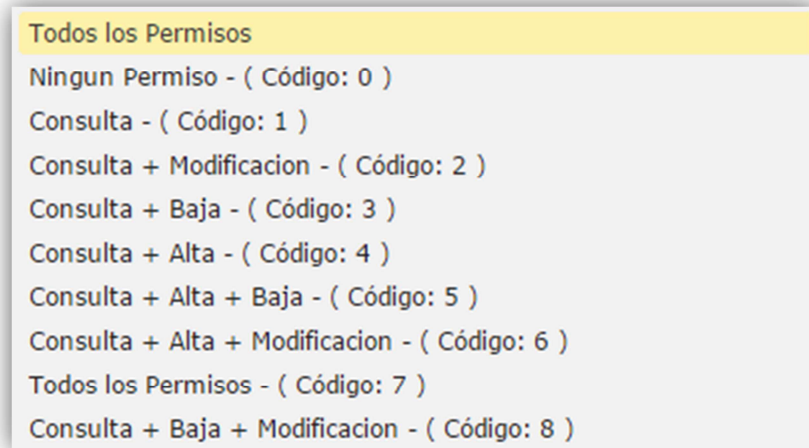 Todos los Permisos
Ningun Permiso - ( Código: 0 )
Consulta - ( Código: 1 )
Consulta + Modificacion - ( Código: 2 )
Consulta + Baja - ( Código: 3 )
Consulta + Alta - ( Código: 4 )
Consulta + Alta + Baja - ( Código: 5 )
Consulta + Alta + Modificacion - ( Código: 6 )
Todos los Permisos - ( Código: 7 )
Consulta + Baja + Modificacion - ( Código: 8 )